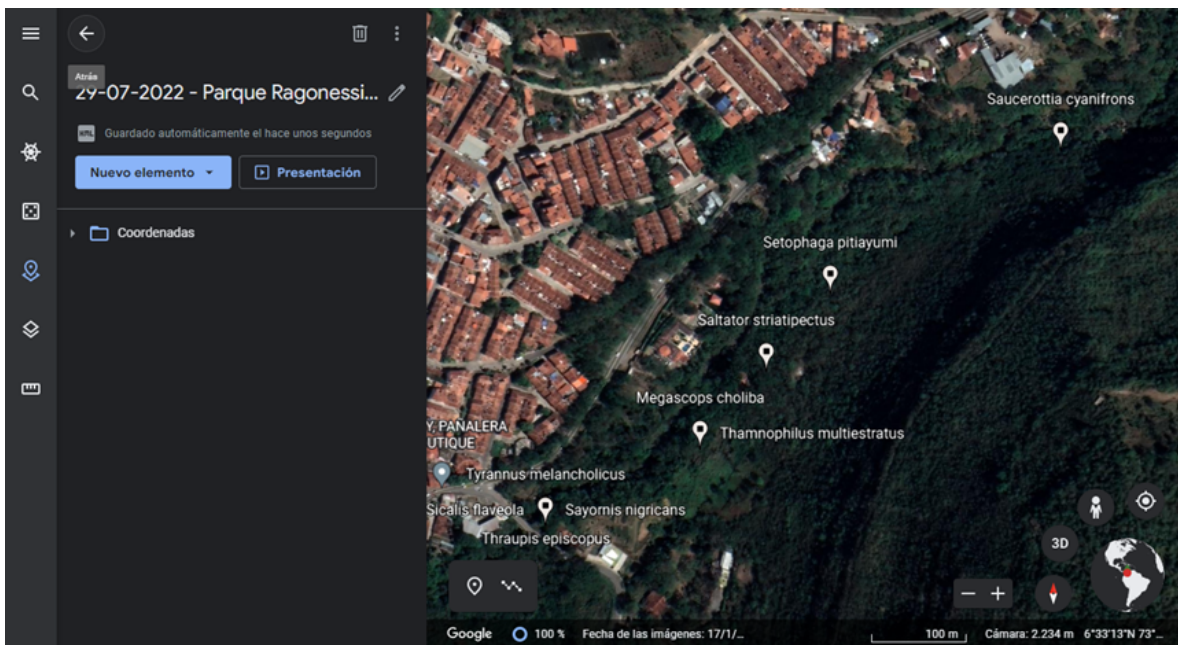 Atrás
29-07-2022 - Parque Ragonessi...
KML Guardado automáticamente el hace unos segundos
Nuevo elemento
Presentación
Coordenadas
Saucerottia cyanifrons
Setophaga pitiayumi
Saltator striatipectus
Megascops choliba
Thamnophilus multiestratus
Y, PAÑALERA
UTIQUE
Tyrannus melancholicus
Sicalis flaveola
Sayornis nigricans
Thraupis episcopus
3D
Google
100 %
Fecha de las imágenes: 17/1/...
100 m
Cámara: 2.234 m
6°33'13"N 73°...